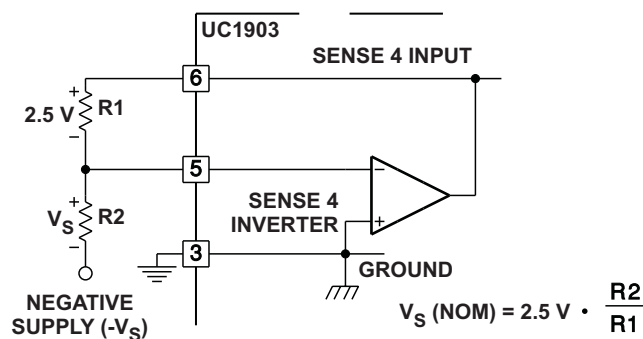 UC1903
SENSE 4 INPUT
6
+
2.5 V
R1
−
5
−
+
V_S
R2
−
SENSE 4
INVERTER
+
3
GROUND
NEGATIVE
SUPPLY (-V_S)
V_S (NOM) = 2.5 V • R2/R1